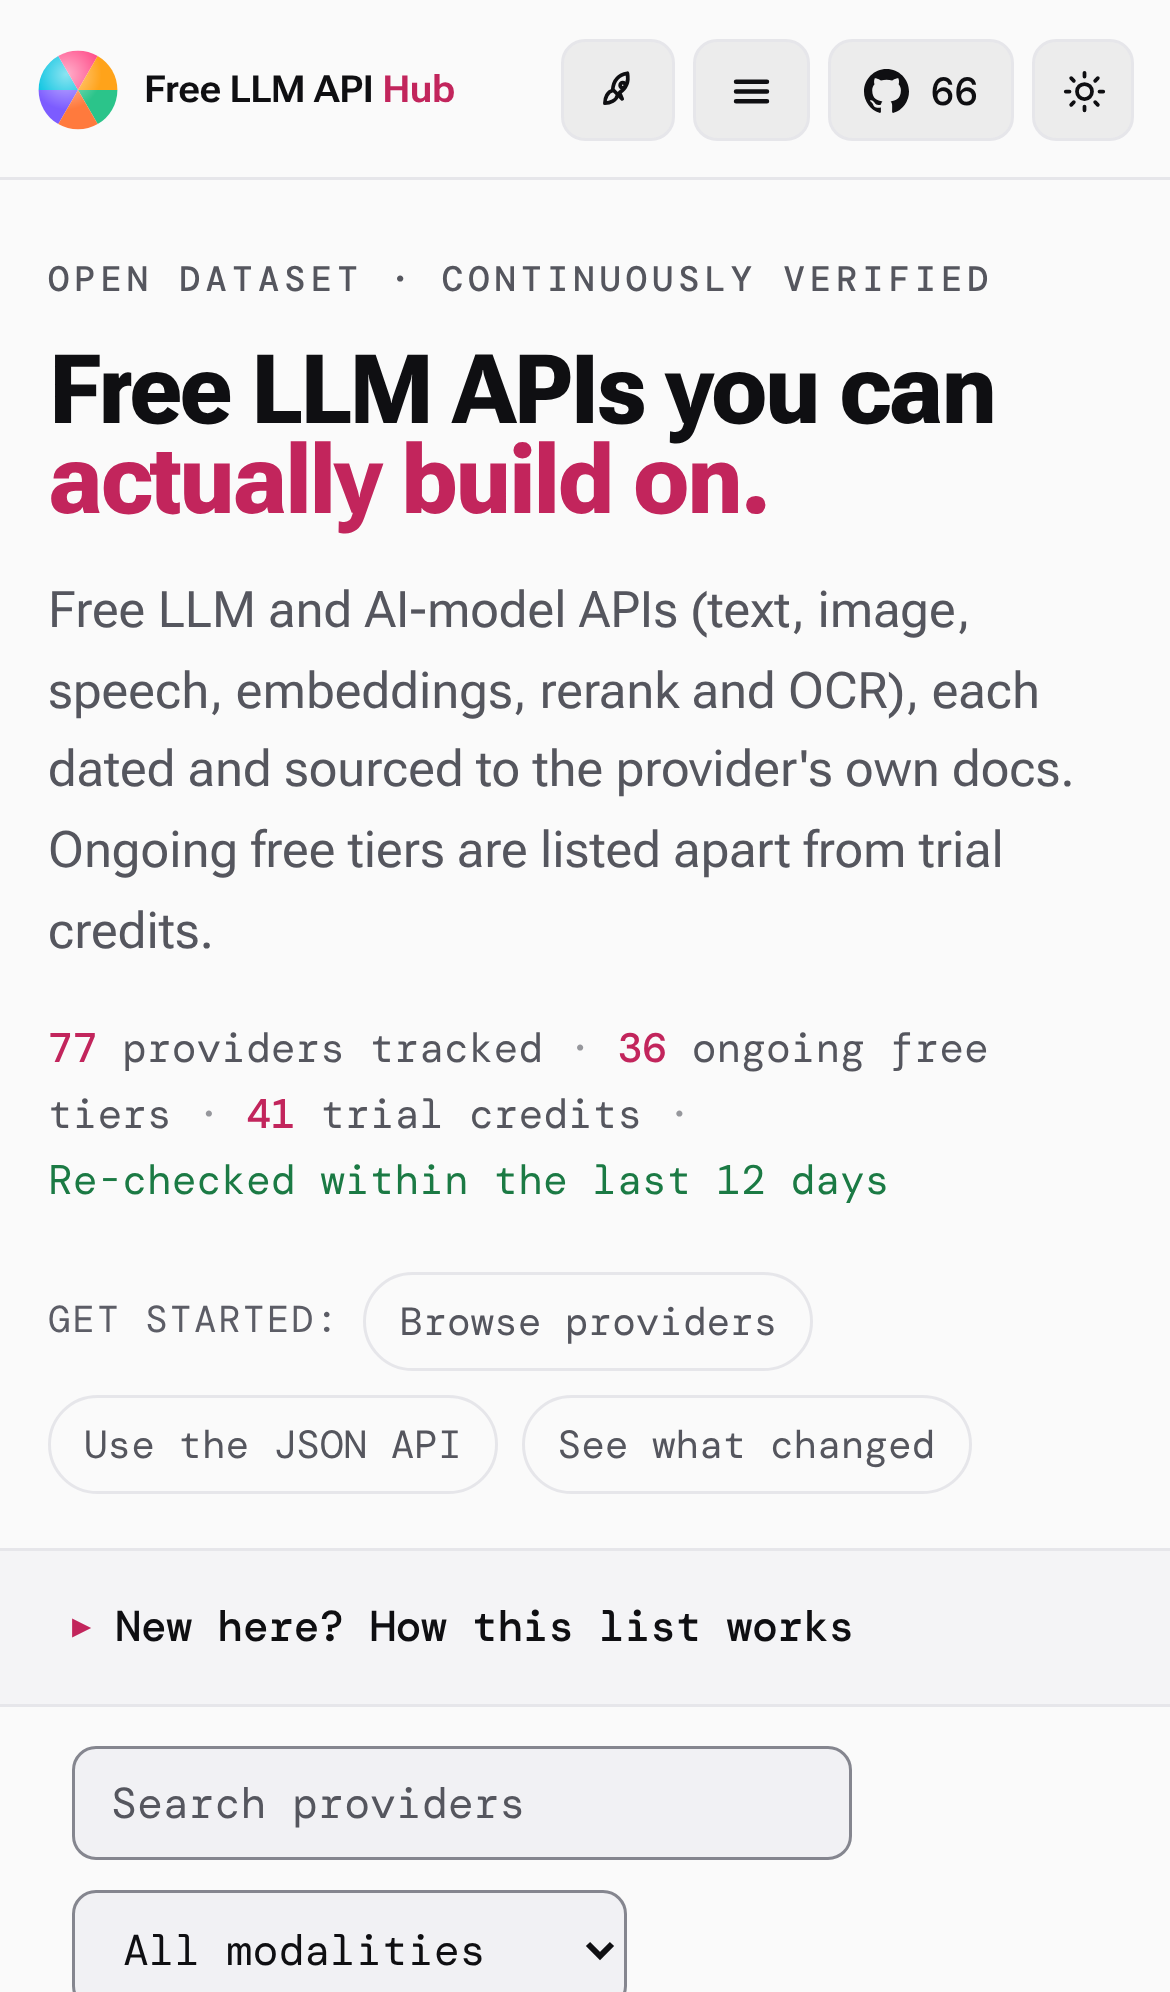 Free LLM API Hub
66
OPEN DATASET · CONTINUOUSLY VERIFIED
Free LLM APIs you can
actually build on.
Free LLM and AI-model APIs (text, image,
speech, embeddings, rerank and OCR), each
dated and sourced to the provider's own docs.
Ongoing free tiers are listed apart from trial
credits.
77 providers tracked · 36 ongoing free
tiers · 41 trial credits ·
Re-checked within the last 12 days
GET STARTED: Browse providers
Use the JSON API See what changed
▸ New here? How this list works
Search providers
All modalities